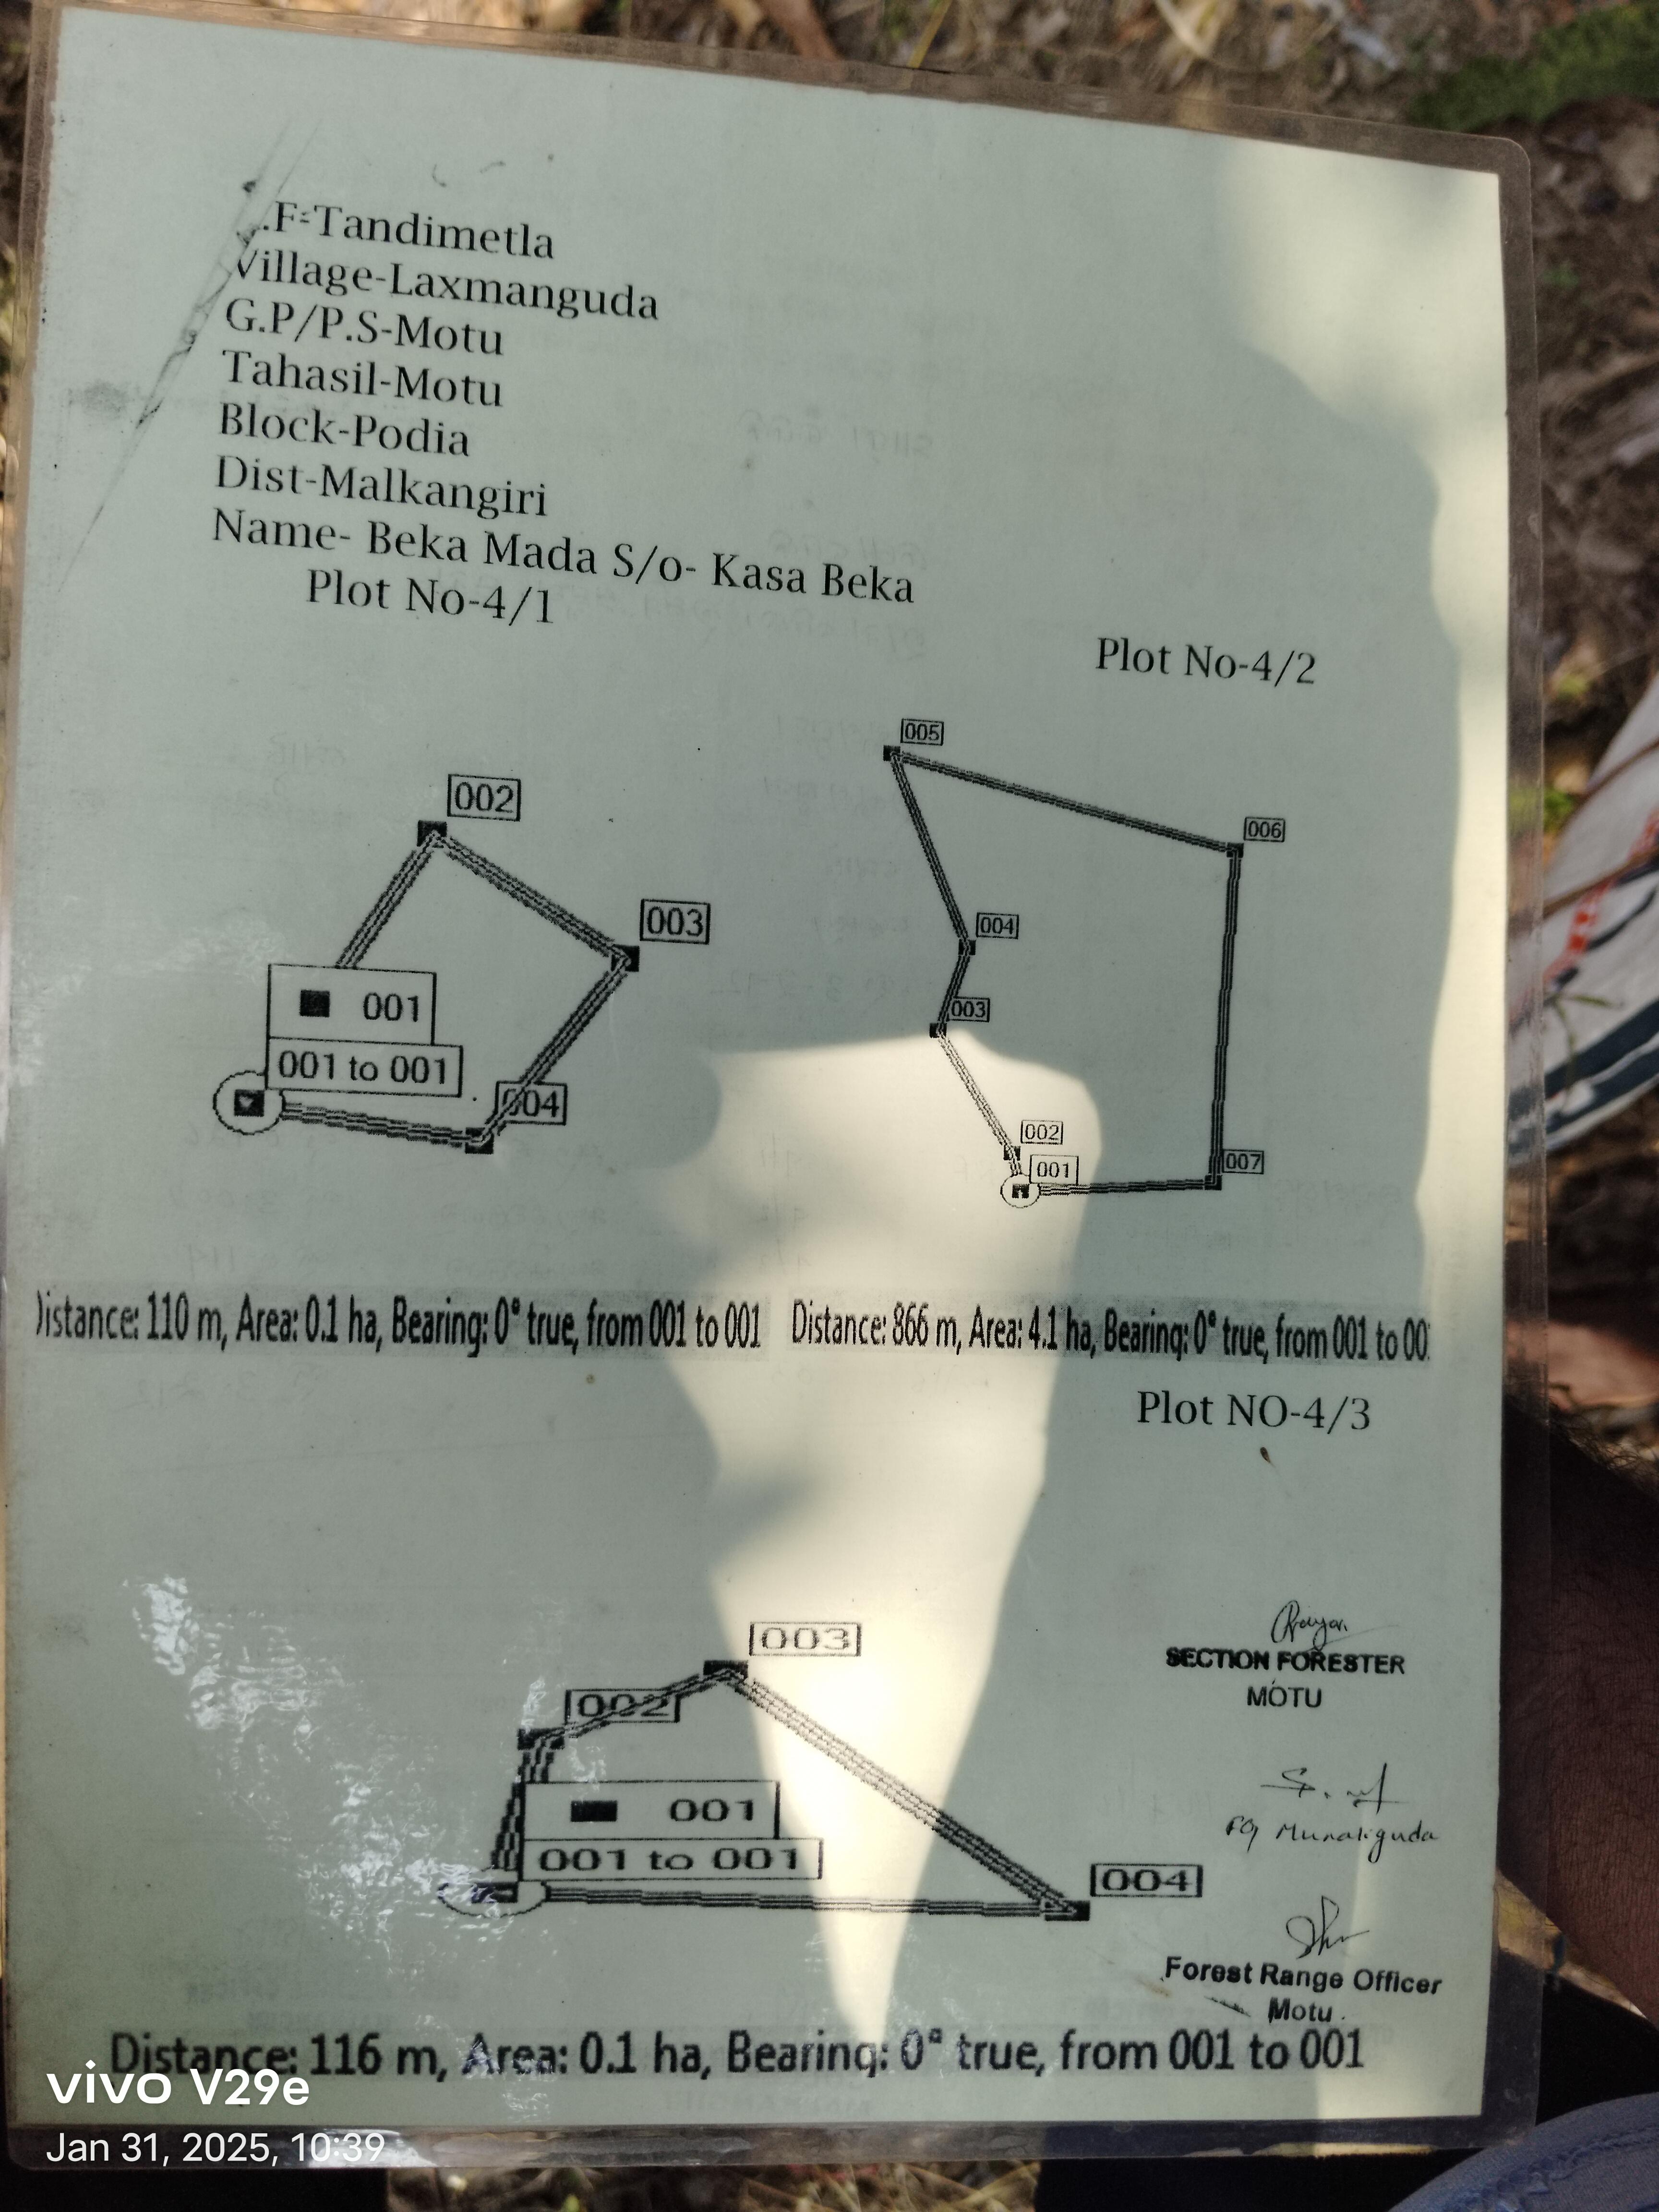 .F-Tandimetla
Village-Laxmanguda
G.P/P.S-Motu
Tahasil-Motu
Block-Podia
Dist-Malkangiri
Name- Beka Mada S/o- Kasa Beka
Plot No-4/1
Plot No-4/2
002
003
001
001 to 001
004
005
006
004
003
002
001
007
Distance: 110 m, Area: 0.1 ha, Bearing: 0° true, from 001 to 001
Distance: 866 m, Area: 4.1 ha, Bearing: 0° true, from 001 to 00
Plot NO-4/3
003
002
001
001 to 001
004
SECTION FORESTER
MOTU
Munaliguda
Forest Range Officer
Motu.
Distance: 116 m, Area: 0.1 ha, Bearing: 0° true, from 001 to 001
vivo V29e
Jan 31, 2025, 10:39